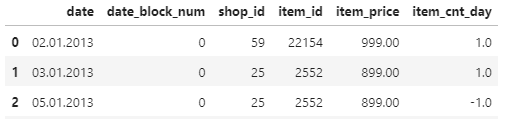 date date_block_num shop_id item_id item_price item_cnt_day
0 02.01.2013 0 59 22154 999.00 1.0
1 03.01.2013 0 25 2552 899.00 1.0
2 05.01.2013 0 25 2552 899.00 -1.0